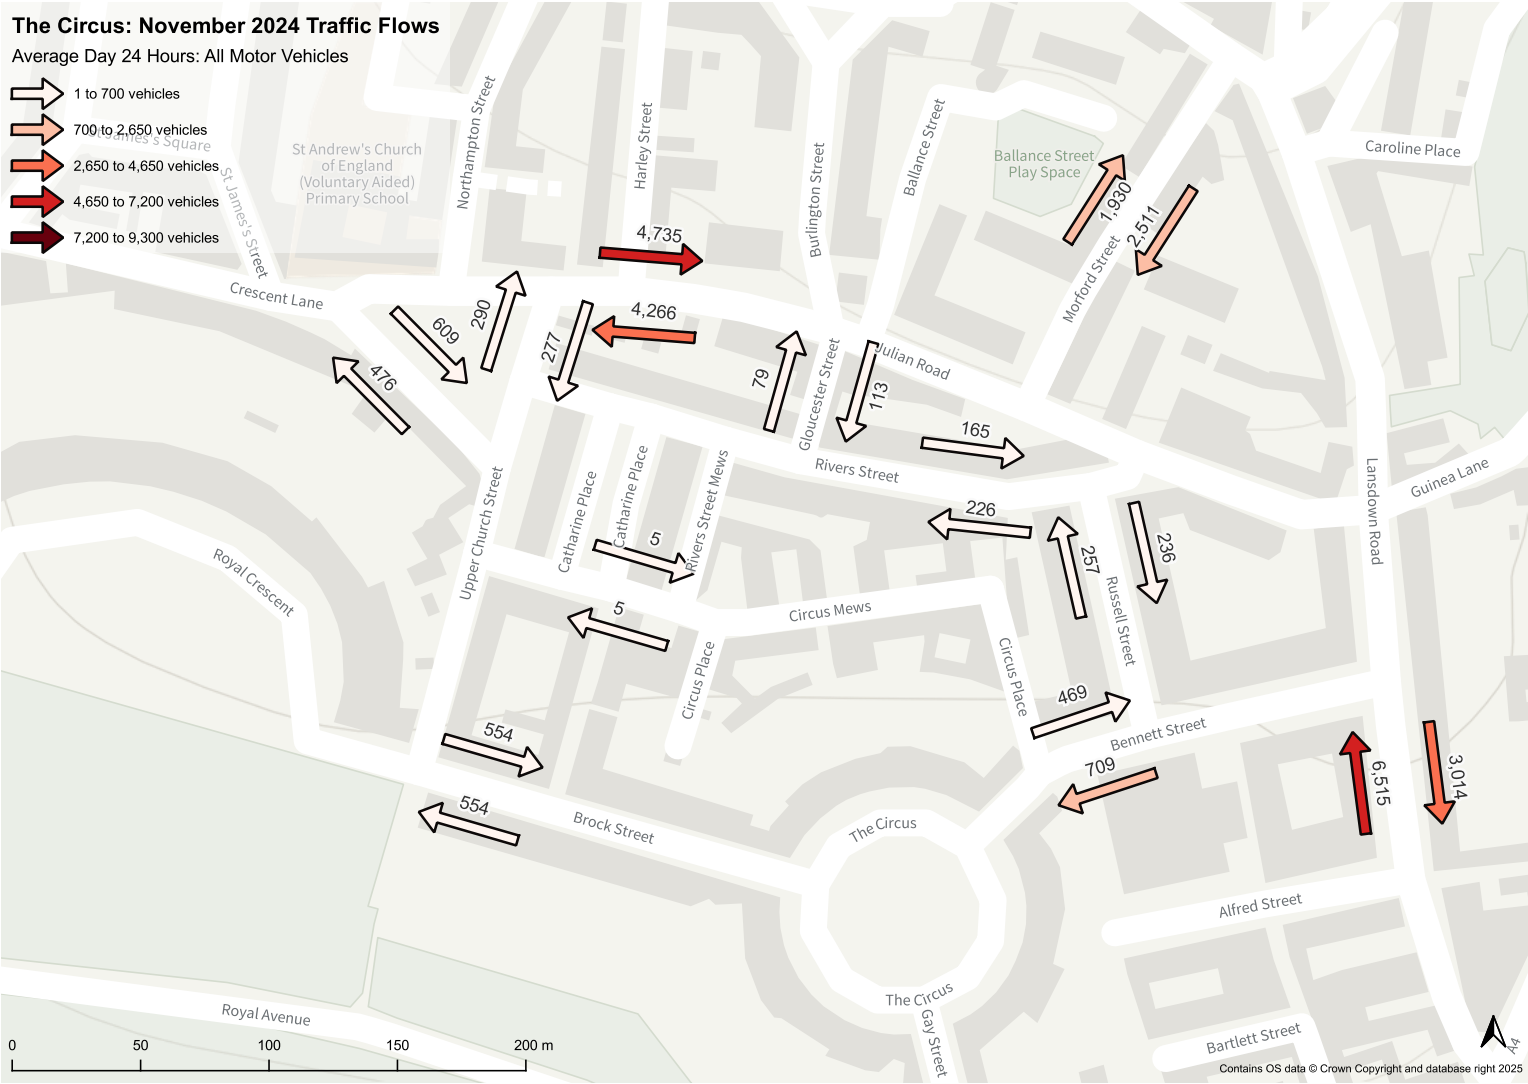 The Circus: November 2024 Traffic Flows
Average Day 24 Hours: All Motor Vehicles
1 to 700 vehicles
700 to 2,650 vehicles
2,650 to 4,650 vehicles
4,650 to 7,200 vehicles
7,200 to 9,300 vehicles
St James's Square
St James's Street
St Andrew's Church
of England
(Voluntary Aided)
Primary School
Northampton Street
Harley Street
Burlington Street
Ballance Street
Ballance Street
Play Space
Caroline Place
1,930
2,511
Morford Street
4,735
Crescent Lane
609
290
277
4,266
476
79
Gloucester Street
113
Julian Road
165
Rivers Street
226
Lansdown Road
Guinea Lane
Upper Church Street
Catharine Place
Catharine Place
Rivers Street Mews
5
5
257
236
Russell Street
Royal Crescent
Circus Mews
Circus Place
Circus Place
469
Bennett Street
709
554
554
Brock Street
6,515
3,014
The Circus
The Circus
Gay Street
Alfred Street
Bartlett Street
Royal Avenue
A4
0 50 100 150 200 m
Contains OS data © Crown Copyright and database right 2025